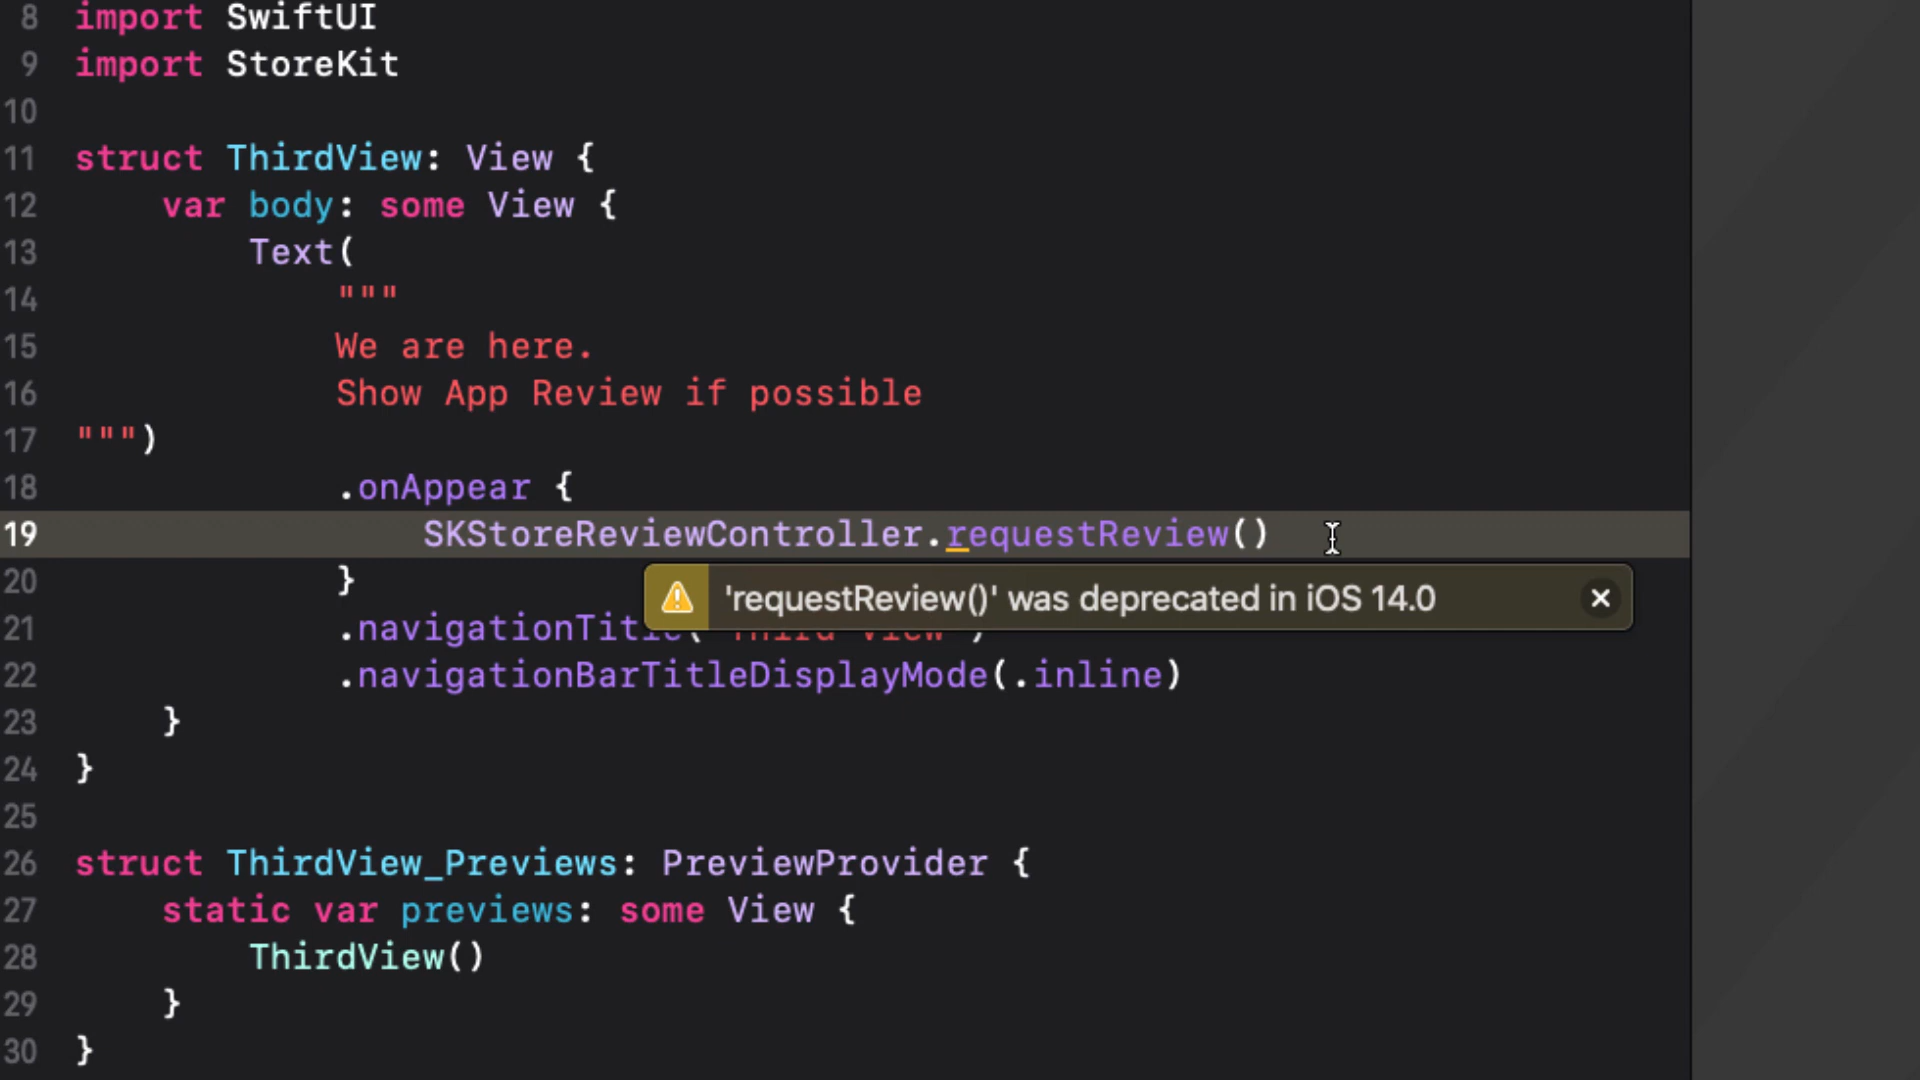 8 import SwiftUI
9 import StoreKit
10
11 struct ThirdView: View {
12 var body: some View {
13 Text(
14 """
15 We are here.
16 Show App Review if possible
17 """)
18 .onAppear {
19 SKStoreReviewController.requestReview()
20 }
'requestReview()' was deprecated in iOS 14.0
21 .navigationTitle("Third View")
22 .navigationBarTitleDisplayMode(.inline)
23 }
24 }
25
26 struct ThirdView_Previews: PreviewProvider {
27 static var previews: some View {
28 ThirdView()
29 }
30 }